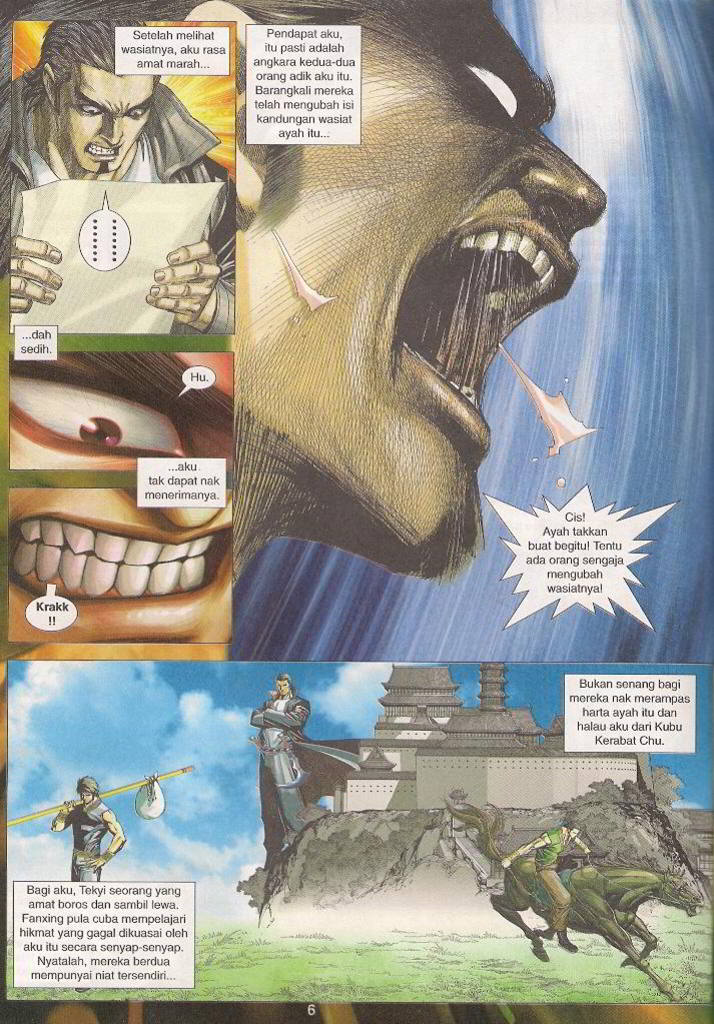 Setelah melihat
wasiatnya, aku rasa
amat marah...
Pendapat aku,
itu pasti adalah
angkara kedua-dua
orang adik aku itu.
Barangkali mereka
telah mengubah isi
kandungan wasiat
ayah itu...
...dah
sedih.
Hu.
...aku
tak dapat nak
menerimanya.
Krakk
!!
Cis!
Ayah takkan
buat begitu! Tentu
ada orang sengaja
mengubah
wasiatnya!
Bukan senang bagi
mereka nak merampas
harta ayah itu dan
halau aku dari Kubu
Kerabat Chu.
Bagi aku, Tekyi seorang yang
amat boros dan sambil lewa.
Fanxing pula cuba mempelajari
hikmat yang gagal dikuasai oleh
aku itu secara senyap-senyap.
Nyatalah, mereka berdua
mempunyai niat tersendiri...
6